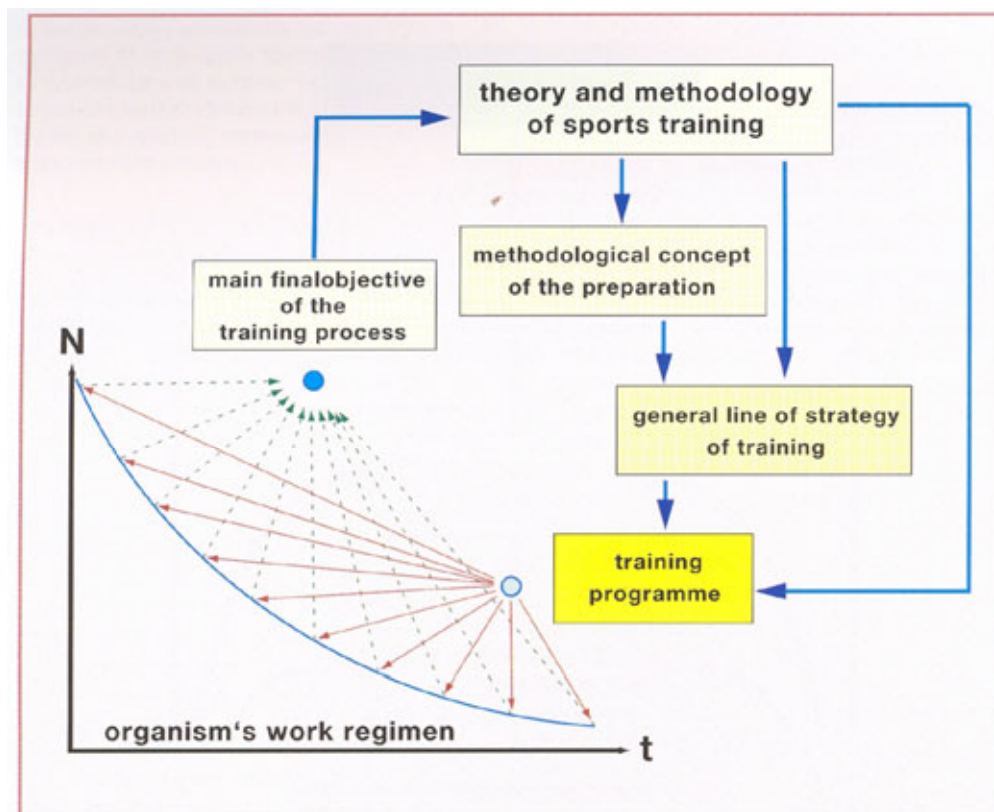 theory and methodology
of sports training
methodological concept
of the preparation
main finalobjective
of the
training process
N
general line of strategy
of training
training
programme
organism‘s work regimen
t